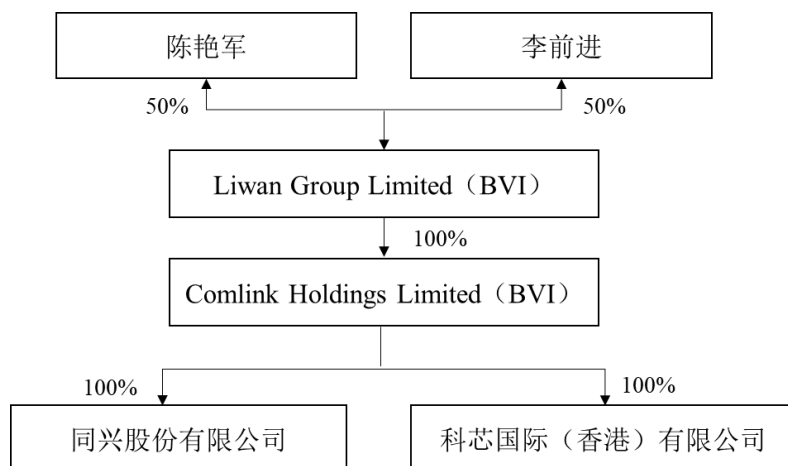 陈艳军
李前进
50%
50%
Liwan Group Limited（BVI）
100%
Comlink Holdings Limited（BVI）
100%
100%
同兴股份有限公司
科芯国际（香港）有限公司